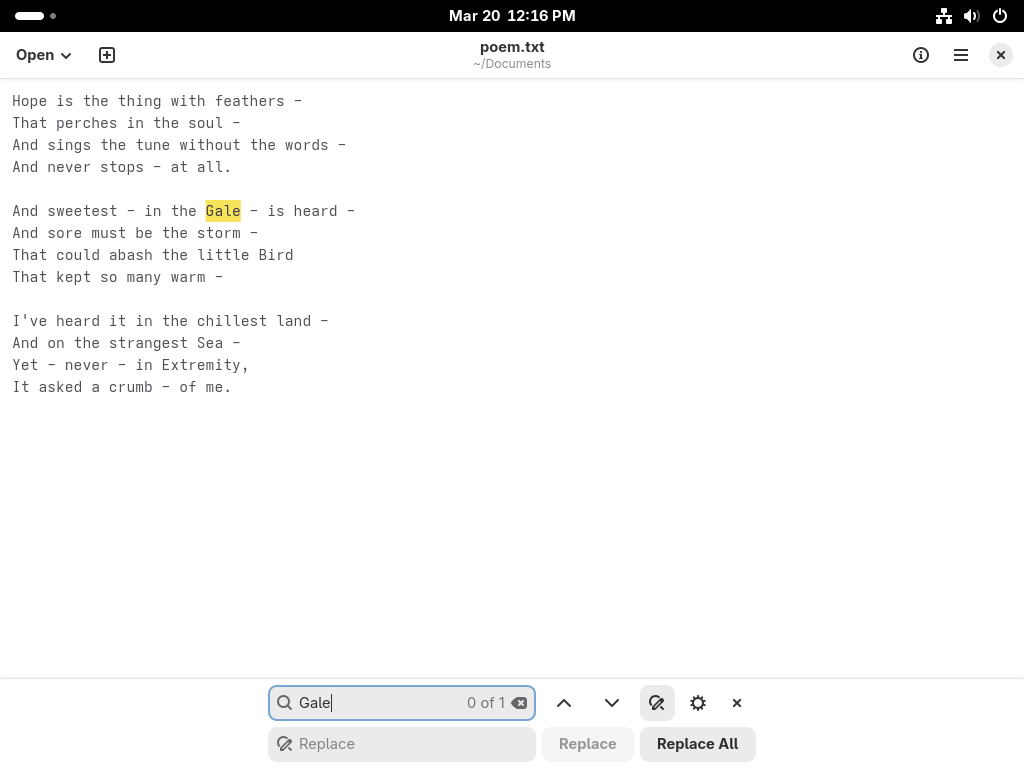 Mar 20 12:16 PM
Open
poem.txt
~/Documents
Hope is the thing with feathers –
That perches in the soul –
And sings the tune without the words –
And never stops – at all.
And sweetest – in the Gale – is heard –
And sore must be the storm –
That could abash the little Bird
That kept so many warm –
I've heard it in the chillest land –
And on the strangest Sea –
Yet – never – in Extremity,
It asked a crumb – of me.
Gale 0 of 1
Replace Replace Replace All